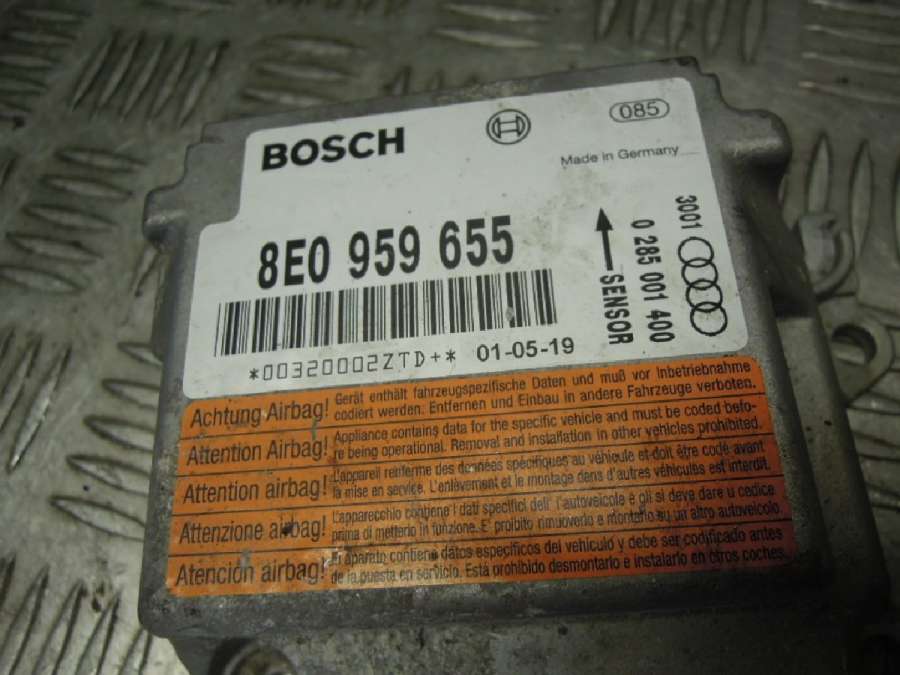 BOSCH
085
Made in Germany
8E0 959 655
SENSOR
0 285 001 400
3001
*00320002ZTD+* 01-05-19
Achtung Airbag! Gerät enthält fahrzeugspezifische Daten und muß vor Inbetriebnahme
codiert werden. Entfernen und Einbau in andere Fahrzeuge verboten.
Attention Airbag! Appliance contains data for the specific vehicle and must be coded befo-
re being operational. Removal and installation in other vehicles prohibited.
Attention airbag! L'appareil renferme des données spécifiques au véhicule et doit être codé avant
la mise en service. L'enlèvement et le montage dens d'autres véhicules est interdit.
Attenzione airbag! L'apparecchio contiene i dati specifici dell' l'autoveicolo e gli si deve dare u codice
prima di metterlo in funzione. E' proibito rimuoverlo e montarlo su un altro autoveicolo.
Atención airbag! El aparato contiene datos especificos del vehiculo y debe ser codificado antes
de la puesta en servicio. Está prohibido desmontarlo e instalarlo en otros coches.